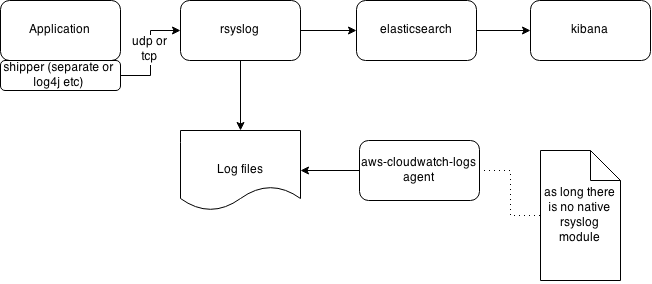 Application
shipper (separate or
log4j etc)
udp or
tcp
rsyslog
elasticsearch
kibana
Log files
aws-cloudwatch-logs
agent
as long there
is no native
rsyslog
module